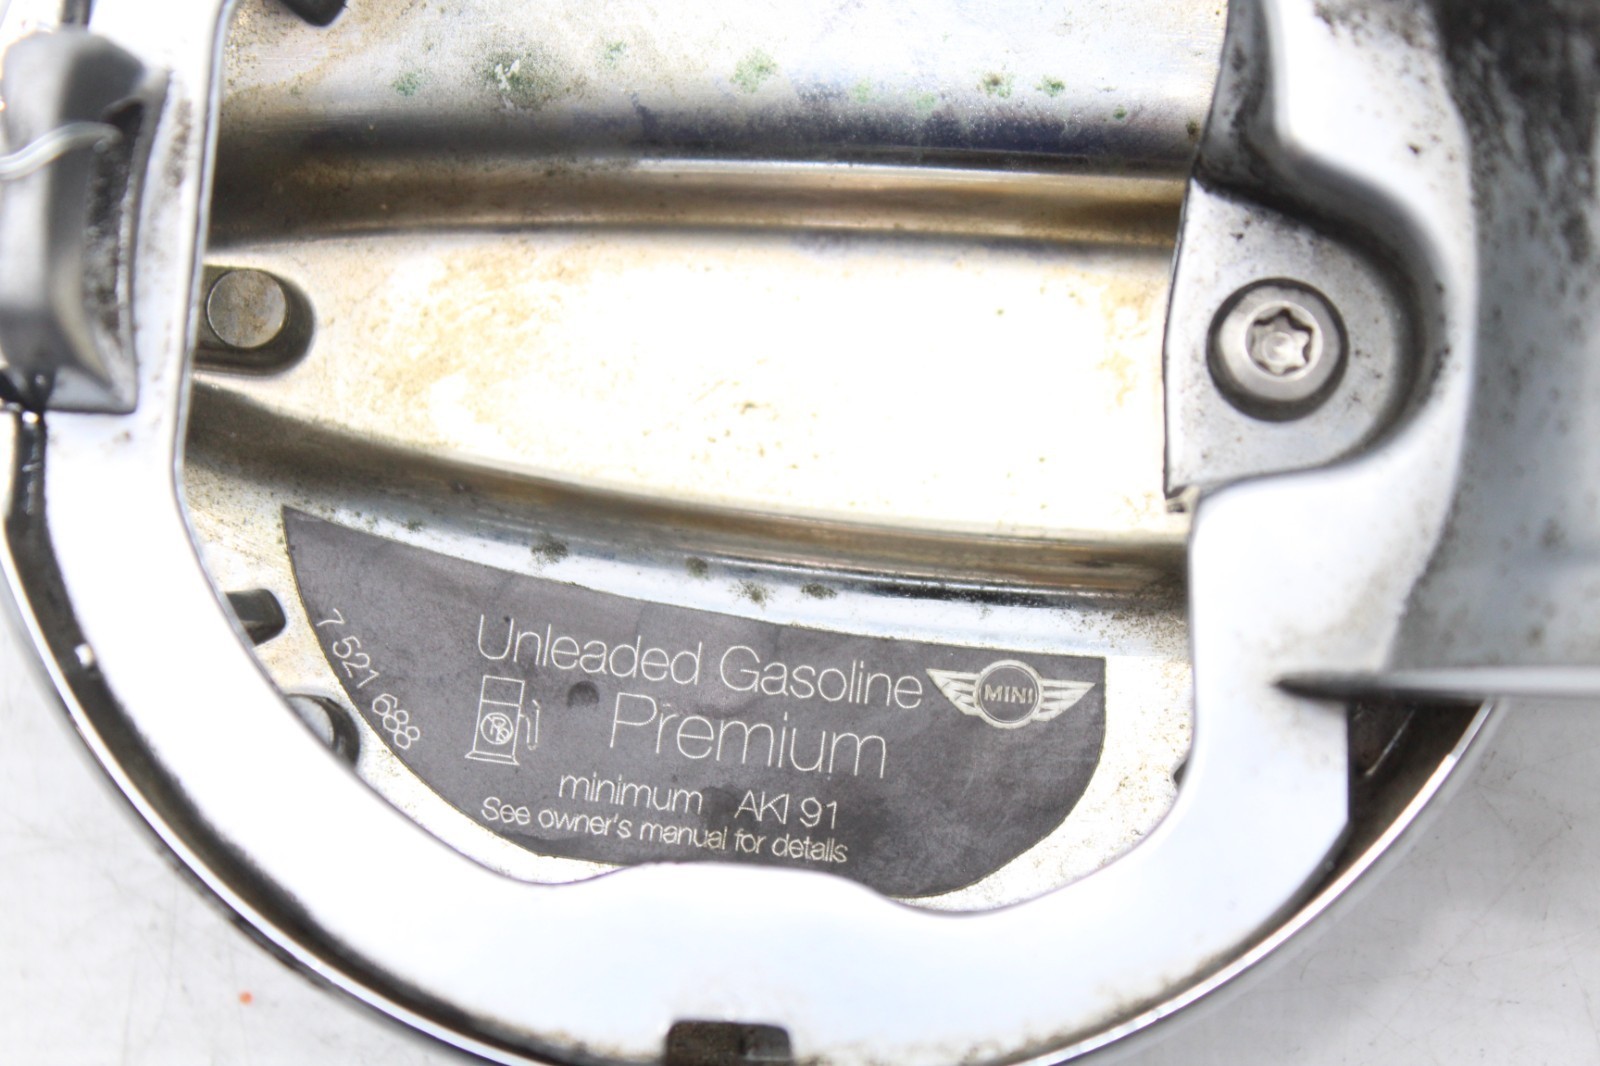 7 521 688
Unleaded Gasoline
MINI
Premium
minimum AKI 91
See owner's manual for details